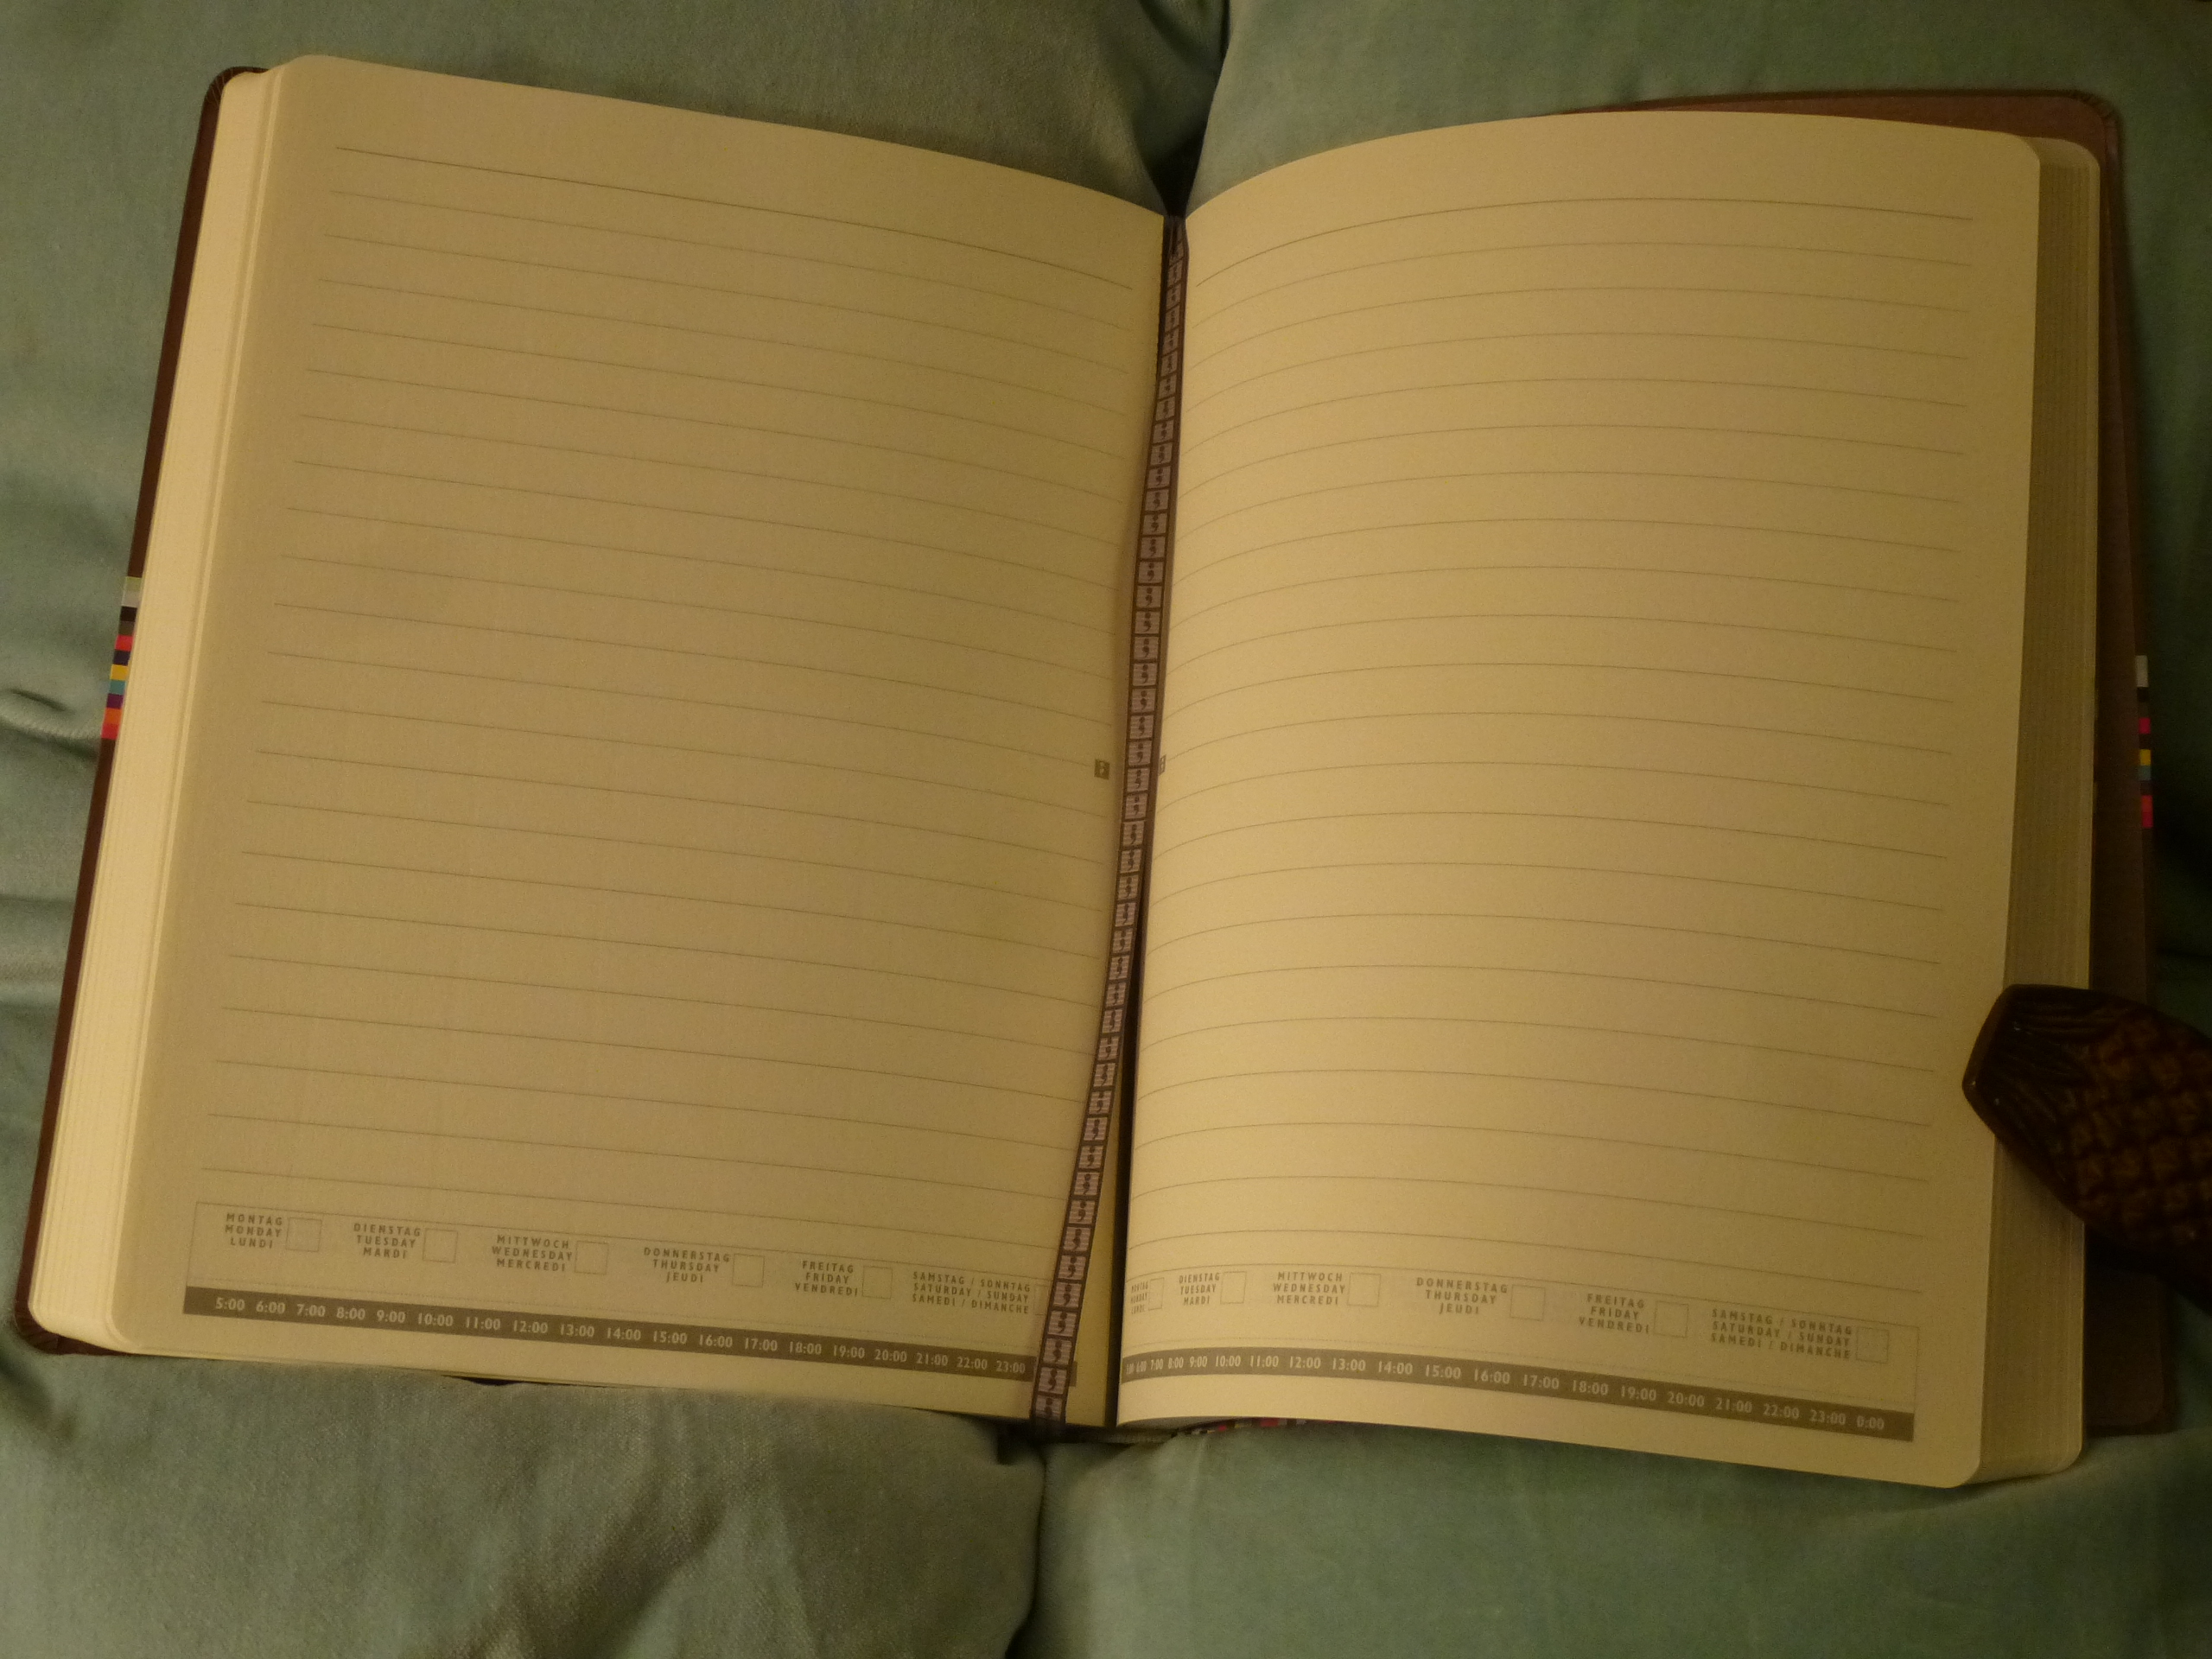 MONTAG
MONDAY
LUNDI
DIENSTAG
TUESDAY
MARDI
MITTWOCH
WEDNESDAY
MERCREDI
DONNERSTAG
THURSDAY
JEUDI
FREITAG
FRIDAY
VENDREDI
SAMSTAG / SONNTAG
SATURDAY / SUNDAY
SAMEDI / DIMANCHE
5:00 6:00 7:00 8:00 9:00 10:00 11:00 12:00 13:00 14:00 15:00 16:00 17:00 18:00 19:00 20:00 21:00 22:00 23:00
MONTAG
MONDAY
LUNDI
DIENSTAG
TUESDAY
MARDI
MITTWOCH
WEDNESDAY
MERCREDI
DONNERSTAG
THURSDAY
JEUDI
FREITAG
FRIDAY
VENDREDI
SAMSTAG / SONNTAG
SATURDAY / SUNDAY
SAMEDI / DIMANCHE
6:00 7:00 8:00 9:00 10:00 11:00 12:00 13:00 14:00 15:00 16:00 17:00 18:00 19:00 20:00 21:00 22:00 23:00 0:00